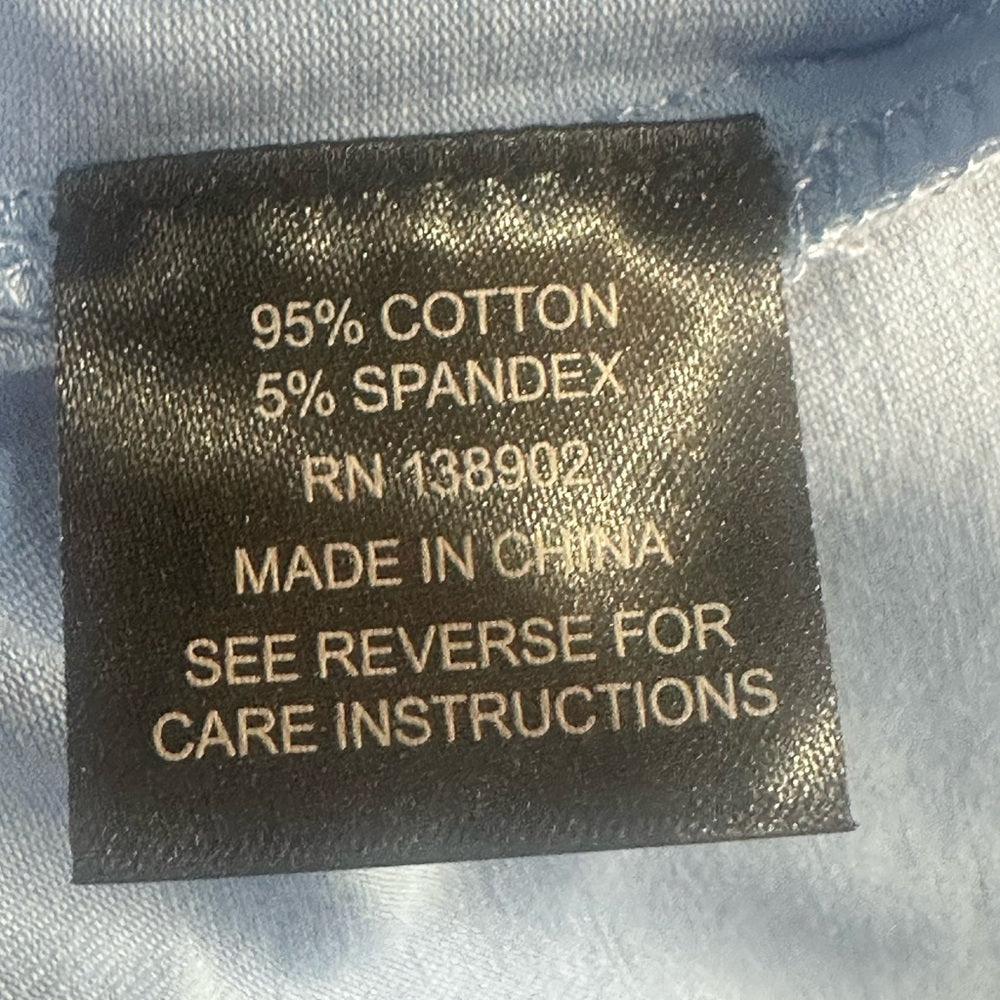 95% COTTON
5% SPANDEX
RN 138902
MADE IN CHINA
SEE REVERSE FOR
CARE INSTRUCTIONS